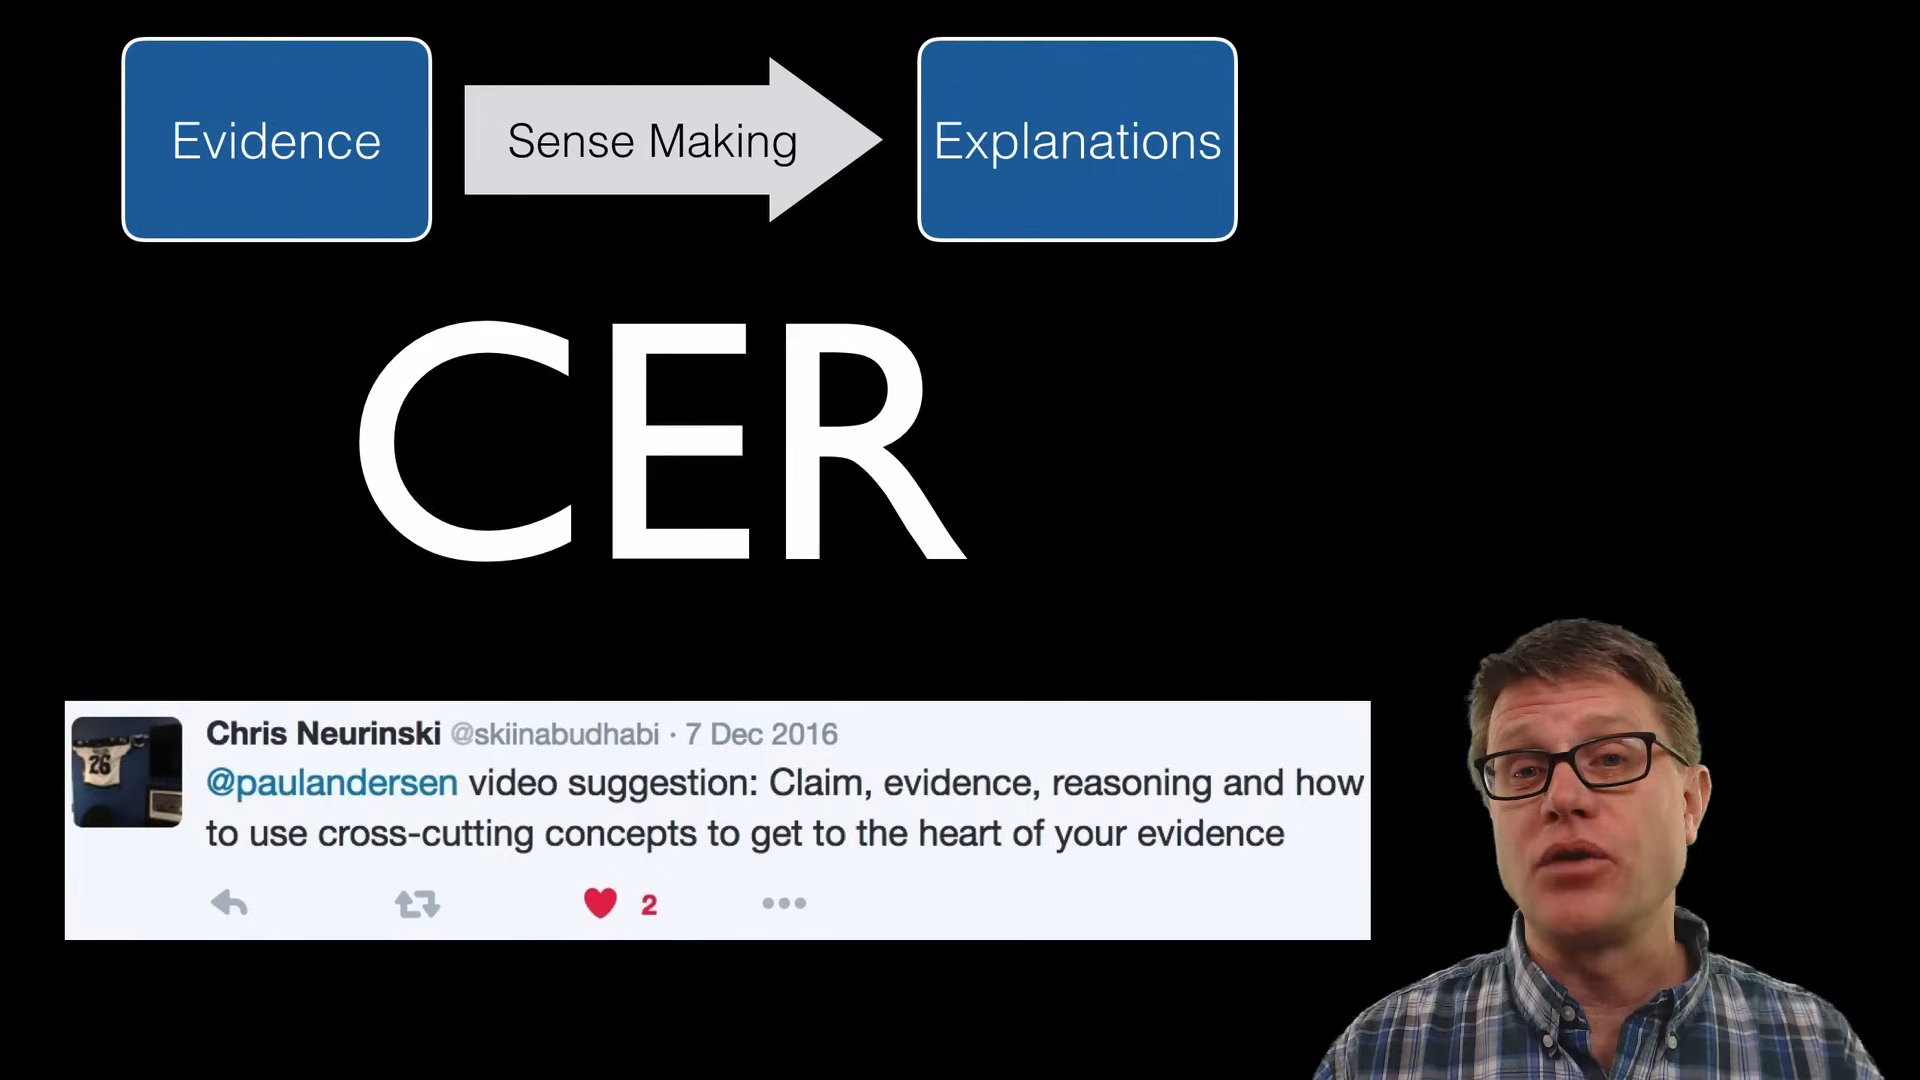 Evidence
Sense Making
Explanations
CER
Chris Neurinski @skiinabudhabi · 7 Dec 2016
26
@paulandersen video suggestion: Claim, evidence, reasoning and how
to use cross-cutting concepts to get to the heart of your evidence
2